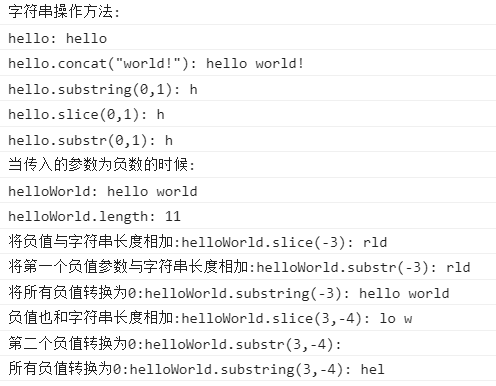 字符串操作方法:
hello: hello
hello.concat("world!"): hello world!
hello.substring(0,1): h
hello.slice(0,1): h
hello.substr(0,1): h
当传入的参数为负数的时候:
helloWorld: hello world
helloWorld.length: 11
将负值与字符串长度相加:helloWorld.slice(-3): rld
将第一个负值参数与字符串长度相加:helloWorld.substr(-3): rld
将所有负值转换为0:helloWorld.substring(-3): hello world
负值也和字符串长度相加:helloWorld.slice(3,-4): lo w
第二个负值转换为0:helloWorld.substr(3,-4):
所有负值转换为0:helloWorld.substring(3,-4): hel